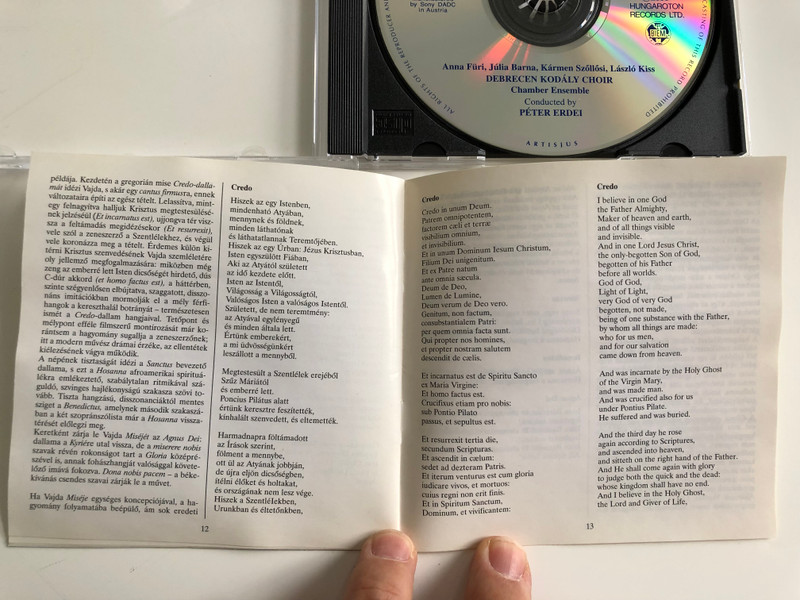 by Sony DADC
in Austria
HUNGAROTON
RECORDS LTD.
BIEM
ALL RIGHTS OF THE PRODUCER AND
CASTING OF THIS RECORD PROHIBITED
Anna Füri, Júlia Barna, Kármen Szőllősi, László Kiss
DEBRECEN KODÁLY CHOIR
Chamber Ensemble
Conducted by
PÉTER ERDEI
ARTISJUS
példája. Kezdetén a gregorián mise Credo-dalla-
mát idézi Vajda, s akár egy cantus firmusra, ennek
változataira építi az egész tételt. Lelassítva, mint-
egy felnagyítva halljuk Krisztus megtestesülésé-
nek jelzéséül (Et incarnatus est), ujjongva tér visz-
sza a feltámadás megidézésekor (Et resurrexit),
vele szól a zeneszerző a Szentlélekhez, és végül
vele koronázza meg a tételt. Érdemes külön ki-
térni Krisztus szenvedésének Vajda szemléletére
oly jellemző megfogalmazására: miközben még
zeng az emberré lett Isten dicsőségét hirdető, dús
C-dúr akkord (et homo factus est), a háttérben,
szinte szégyenlősen elbújtatva, szaggatott, disszo-
náns imitációkban mormolják el a mély férfi-
hangok a kereszthalál botrányát – természetesen
ismét a Credo-dallam hangjaival. Tetőpont és
mélypont efféle filmszerű montírozását már ko-
rántsem a hagyomány sugallja a zeneszerzőnek;
itt a modern művész drámai érzéke, az ellentétek
kiélezésének vágya működik.
A népének tisztaságát idézi a Sanctus bevezető
dallama, s ezt a Hosanna afroamerikai spirituá-
lékra emlékeztető, szabálytalan ritmikával szá-
guldó, szvinges hajlékonyságú szakasza szövi to-
vább. Tiszta hangzású, disszonanciáktól mentes
sziget a Benedictus, amelynek második szakaszá-
ban a két szopránszólista már a Hosanna vissza-
térését előlegezi meg.
Keretként zárja le Vajda Miséjét az Agnus Dei:
dallama a Kyriére utal vissza, de a miserere nobis
szavak révén rokonságot tart a Gloria középré-
szével is, annak fohászhangját valósággal követe-
lőző imává fokozva. Dona nobis pacem – a béke-
kívánás csendes szavai zárják le a művet.
Ha Vajda Miséje egységes koncepciójával, a ha-
gyomány folyamatába beépülő, ám sok eredeti
Credo
Hiszek az egy Istenben,
mindenható Atyában,
mennynek és földnek,
minden láthatónak
és láthatatlannak Teremtőjében.
Hiszek az egy Úrban: Jézus Krisztusban,
Isten egyszülött Fiában,
Aki az Atyától született
az idő kezdete előtt.
Isten az Istentől,
Világosság a Világosságtól,
Valóságos Isten a valóságos Istentől.
Született, de nem teremtmény:
az Atyával egylényegű
és minden általa lett.
Értünk emberekért,
a mi üdvösségünkért
leszállott a mennyből.
Megtestesült a Szentlélek erejéből
Szűz Máriától
és emberré lett.
Poncius Pilátus alatt
értünk keresztre feszítették,
kínhalált szenvedett, és eltemették.
Harmadnapra föltámadott
az Írások szerint,
fölment a mennybe,
ott ül az Atyának jobbján,
de újra eljön dicsőségben,
ítélni élőket és holtakat,
és országának nem lesz vége.
Hiszek a Szentlélekben,
Urunkban és éltetőnkben,
12
Credo
Credo in unum Deum.
Patrem omnipotentem,
factorem cæli et terræ
visibilium omnium,
et invisibilium.
Et in unum Dominum Iesum Christum,
Filium Dei unigenitum.
Et ex Patre natum
ante omnia sæcula.
Deum de Deo,
Lumen de Lumine,
Deum verum de Deo vero.
Genitum, non factum,
consubstantialem Patri:
per quem omnia facta sunt.
Qui propter nos homines,
et propter nostram salutem
descendit de cælis.
Et incarnatus est de Spiritu Sancto
ex Maria Virgine:
Et homo factus est.
Crucifixus etiam pro nobis:
sub Pontio Pilato
passus, et sepultus est.
Et resurrexit tertia die,
secundum Scripturas.
Et ascendit in cælum:
sedet ad dexteram Patris.
Et iterum venturus est cum gloria
iudicare vivos, et mortuos:
cuius regni non erit finis.
Et in Spiritum Sanctum,
Dominum, et vivificantem:
Credo
I believe in one God
the Father Almighty,
Maker of heaven and earth,
and of all things visible
and invisible.
And in one Lord Jesus Christ,
the only-begotten Son of God,
begotten of his Father
before all worlds.
God of God,
Light of Light,
very God of very God
begotten, not made,
being of one substance with the Father,
by whom all things are made:
who for us men,
and for our salvation
came down from heaven.
And was incarnate by the Holy Ghost
of the Virgin Mary,
and was made man.
And was crucified also for us
under Pontius Pilate.
He suffered and was buried.
And the third day he rose
again according to Scriptures,
and ascended into heaven,
and sitteth on the right hand of the Father.
And He shall come again with glory
to judge both the quick and the dead:
whose kingdom shall have no end.
And I believe in the Holy Ghost,
the Lord and Giver of Life,
13